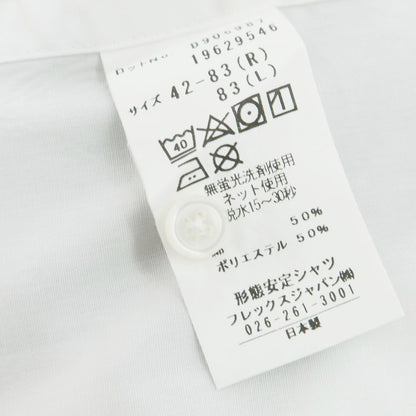 ロットNo D906987
19629546
サイズ 42-83(R)
83(L)
40
無蛍光洗剤使用
ネット使用
脱水15~30秒
50%
ポリエステル 50%
形態安定シャツ
フレックスジャパン(株)
026-261-3001
日本製